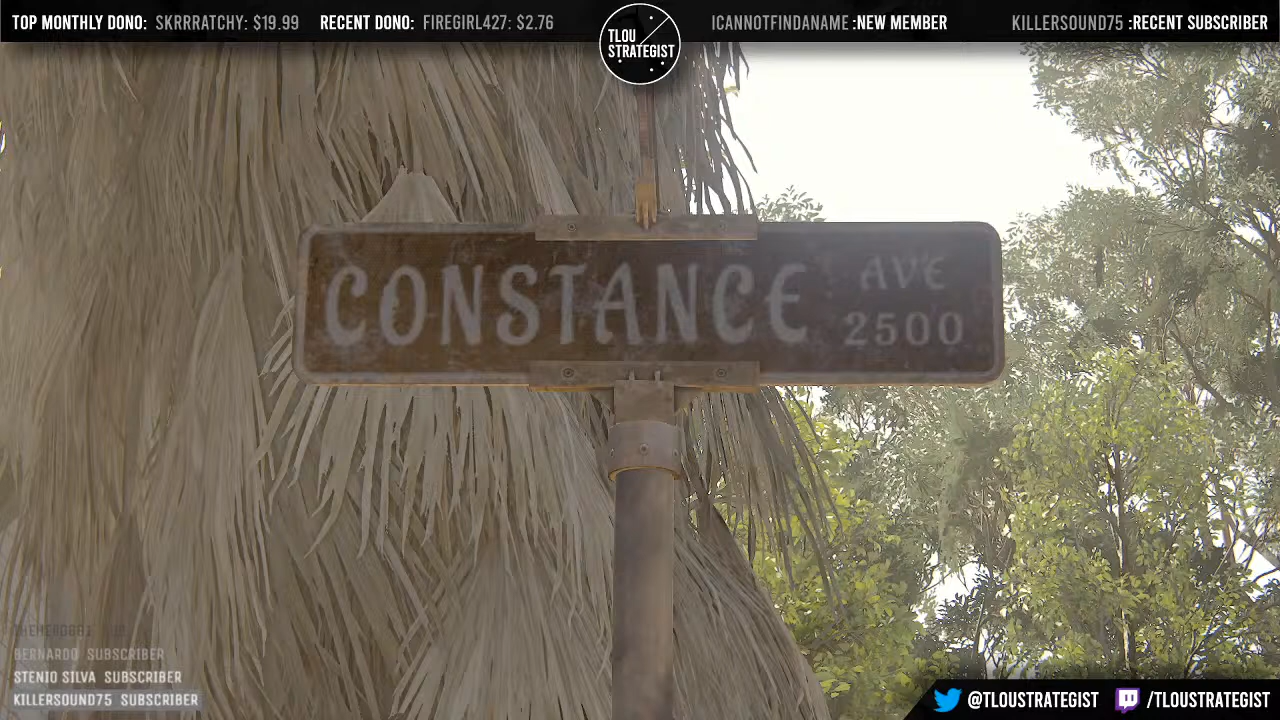 TOP MONTHLY DONO: SKRRRATCHY: $19.99 RECENT DONO: FIREGIRL427: $2.76 ICANNOTFINDANAME :NEW MEMBER KILLERSOUND75 :RECENT SUBSCRIBER
TLOU
STRATEGIST
CONSTANCE AVE
2500
BERNARDO SUBSCRIBER
STENIO SILVA SUBSCRIBER
KILLERSOUND75 SUBSCRIBER
@TLOUSTRATEGIST /TLOUSTRATEGIST